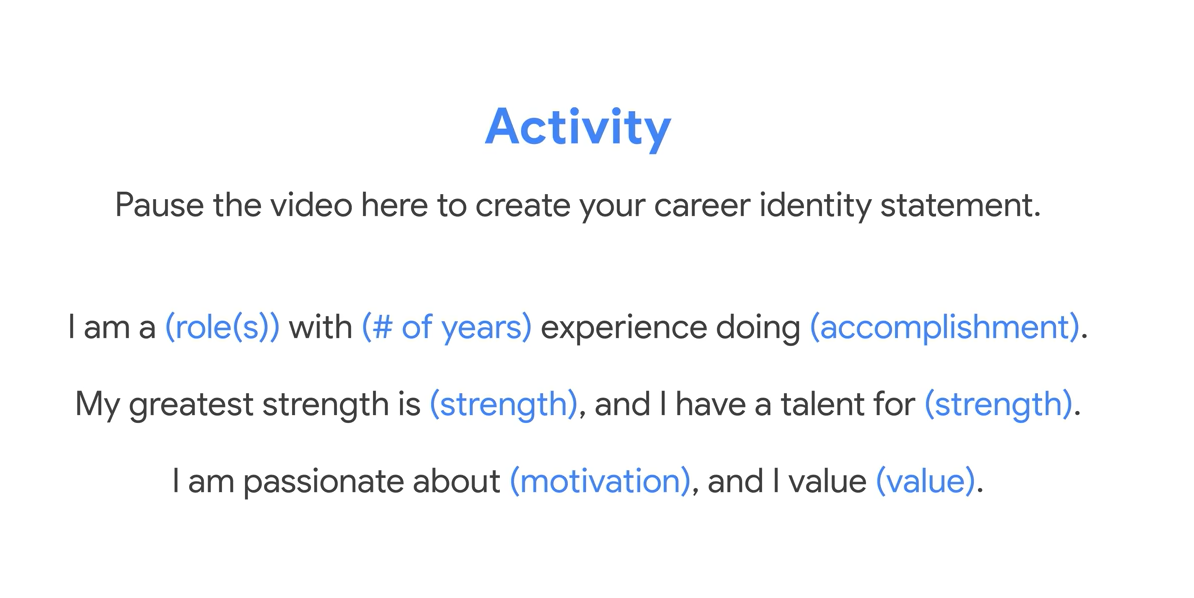 Activity
Pause the video here to create your career identity statement.
I am a (role(s)) with (# of years) experience doing (accomplishment).
My greatest strength is (strength), and I have a talent for (strength).
I am passionate about (motivation), and I value (value).